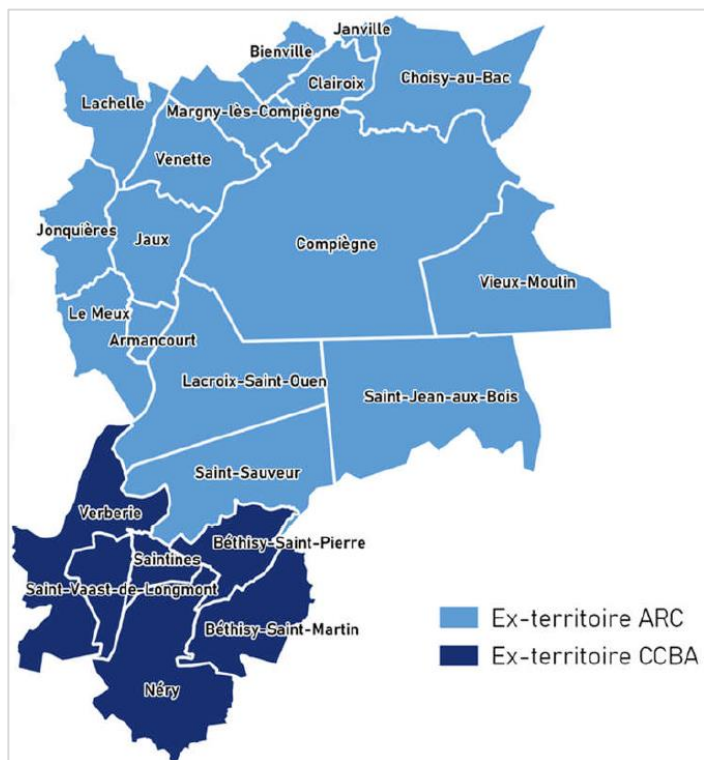 Janville
Bienville
Clairoix
Choisy-au-Bac
Lachelle
Margny-lès-Compiègne
Venette
Jonquières
Jaux
Compiègne
Vieux-Moulin
Le Meux
Armancourt
Lacroix-Saint-Ouen
Saint-Jean-aux-Bois
Saint-Sauveur
Verberie
Béthisy-Saint-Pierre
Saintines
Saint-Vaast-de-Longmont
Béthisy-Saint-Martin
Néry
Ex-territoire ARC
Ex-territoire CCBA